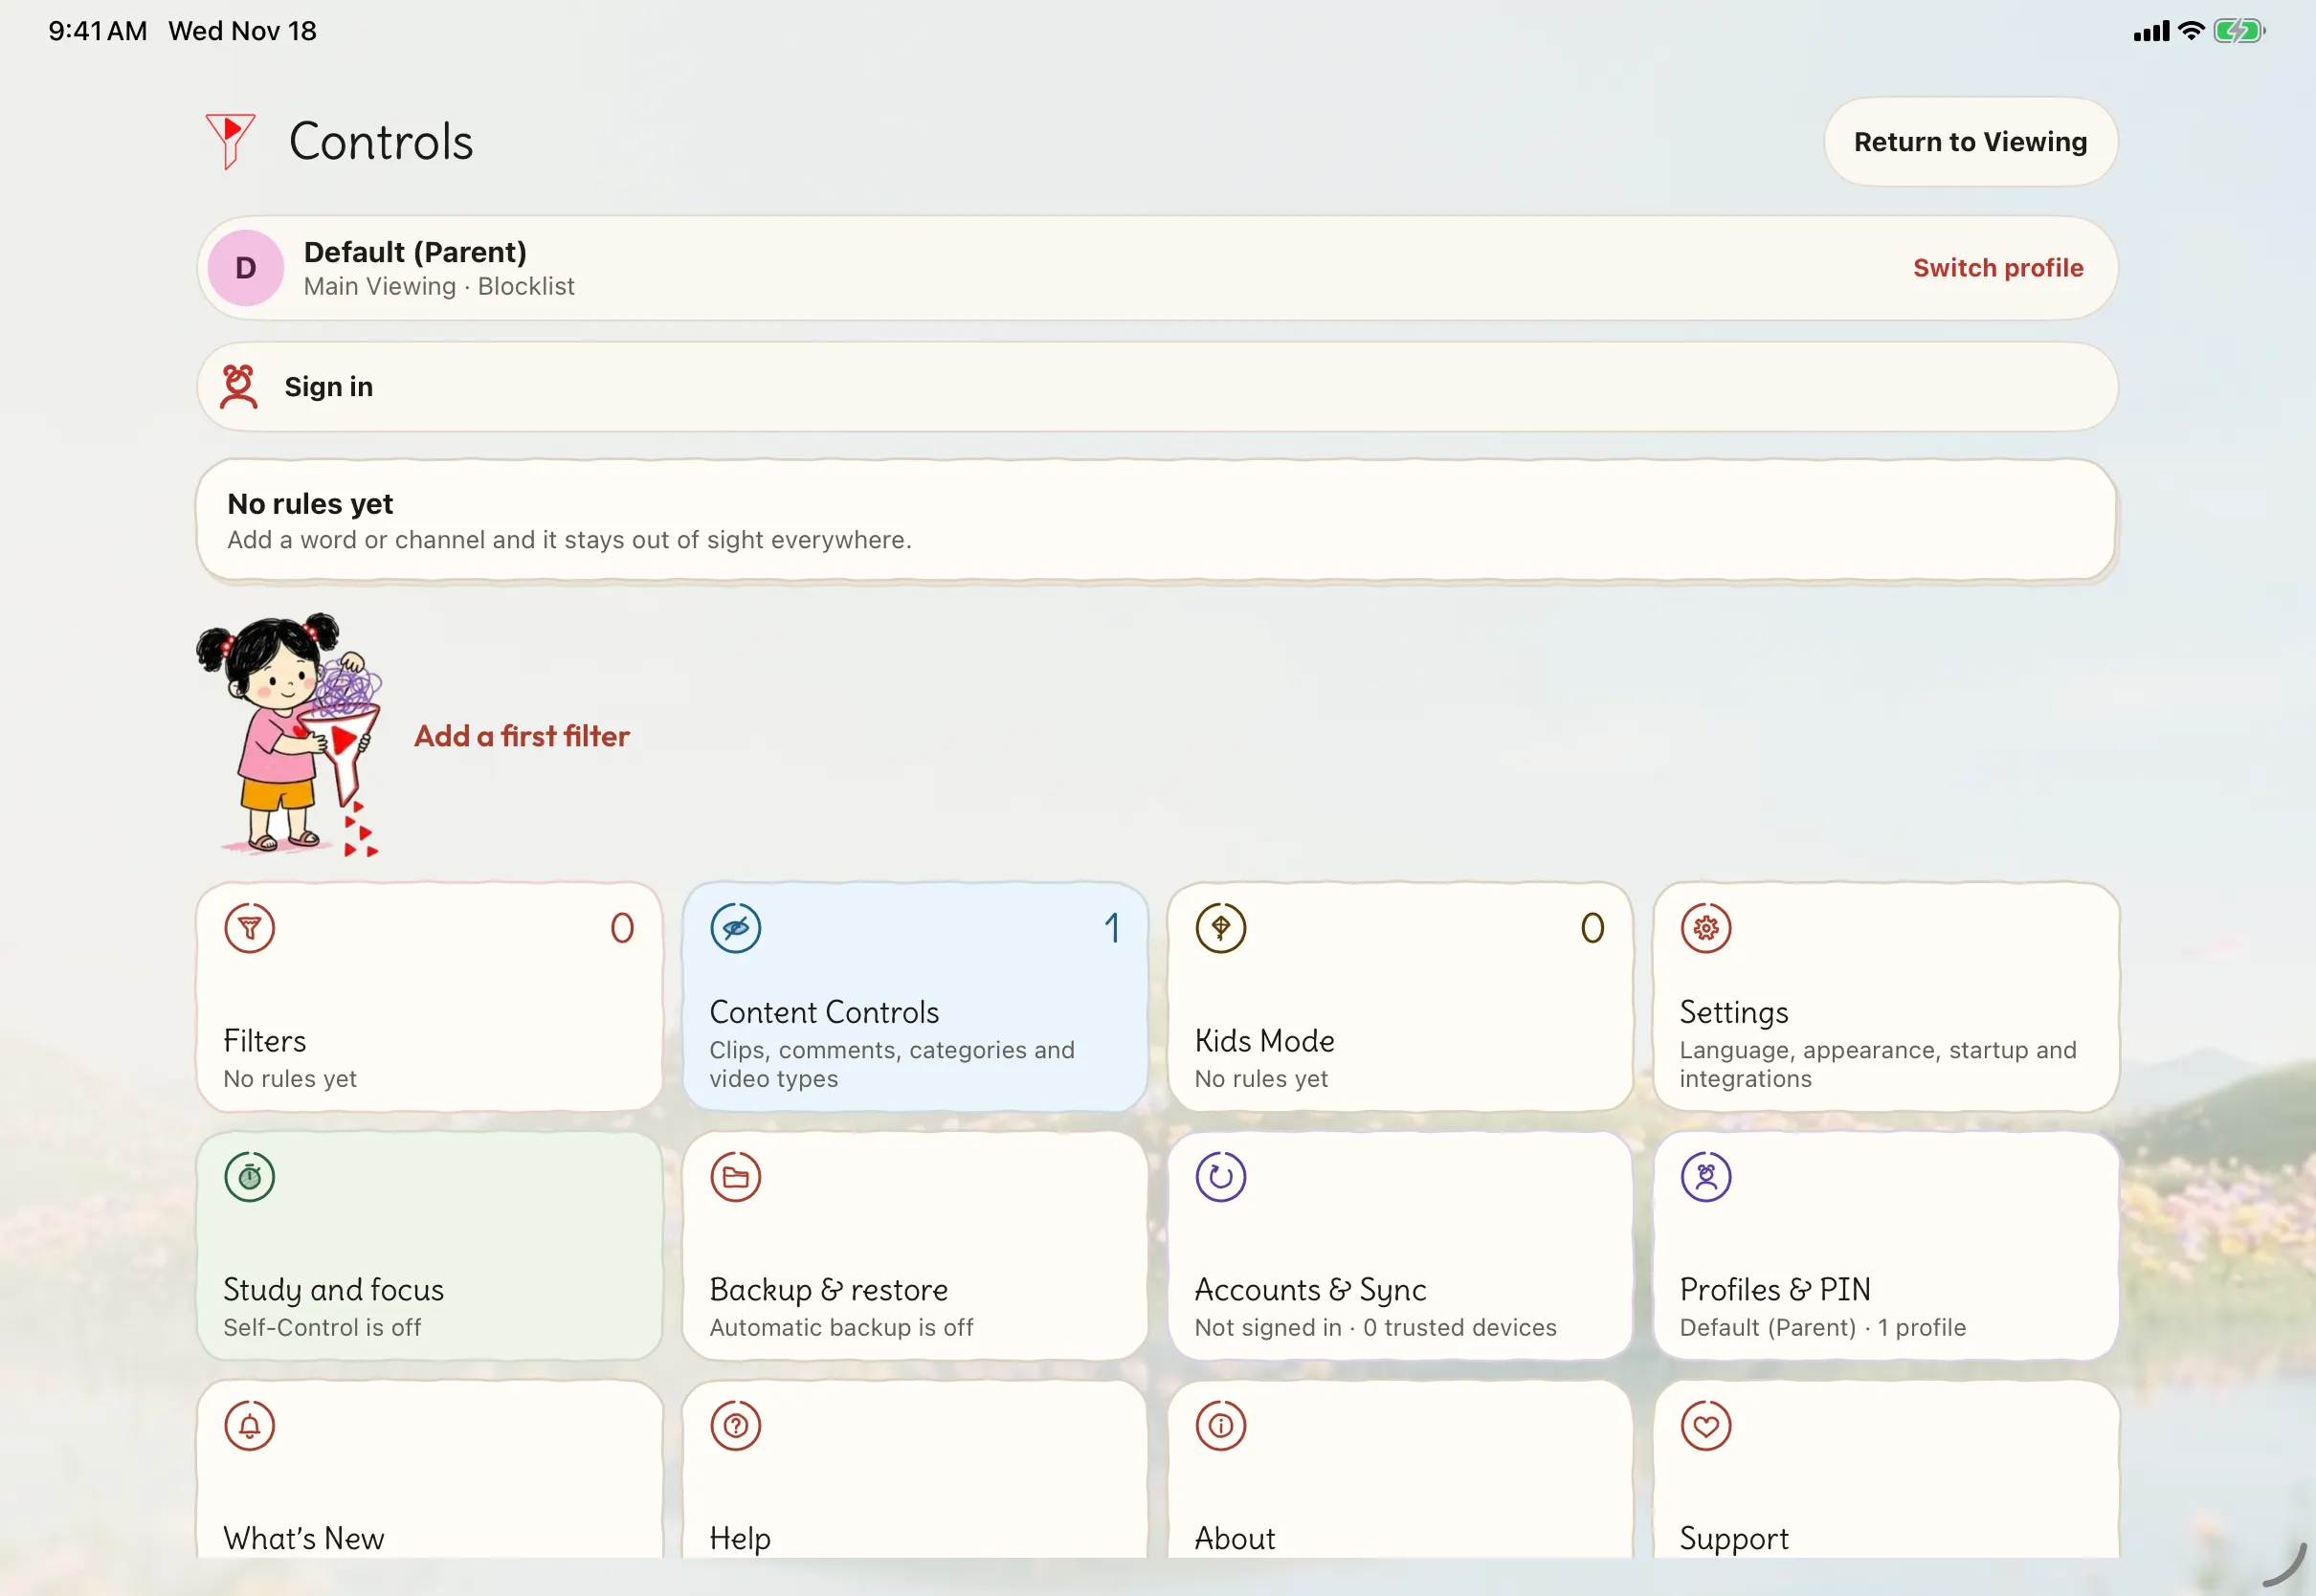 9:41 AM Wed Nov 18
Controls
Return to Viewing
D
Default (Parent)
Main Viewing · Blocklist
Switch profile
Sign in
No rules yet
Add a word or channel and it stays out of sight everywhere.
Add a first filter
0
Filters
No rules yet
1
Content Controls
Clips, comments, categories and
video types
0
Kids Mode
No rules yet
Settings
Language, appearance, startup and
integrations
Study and focus
Self-Control is off
Backup & restore
Automatic backup is off
Accounts & Sync
Not signed in · 0 trusted devices
Profiles & PIN
Default (Parent) · 1 profile
What's New
Help
About
Support